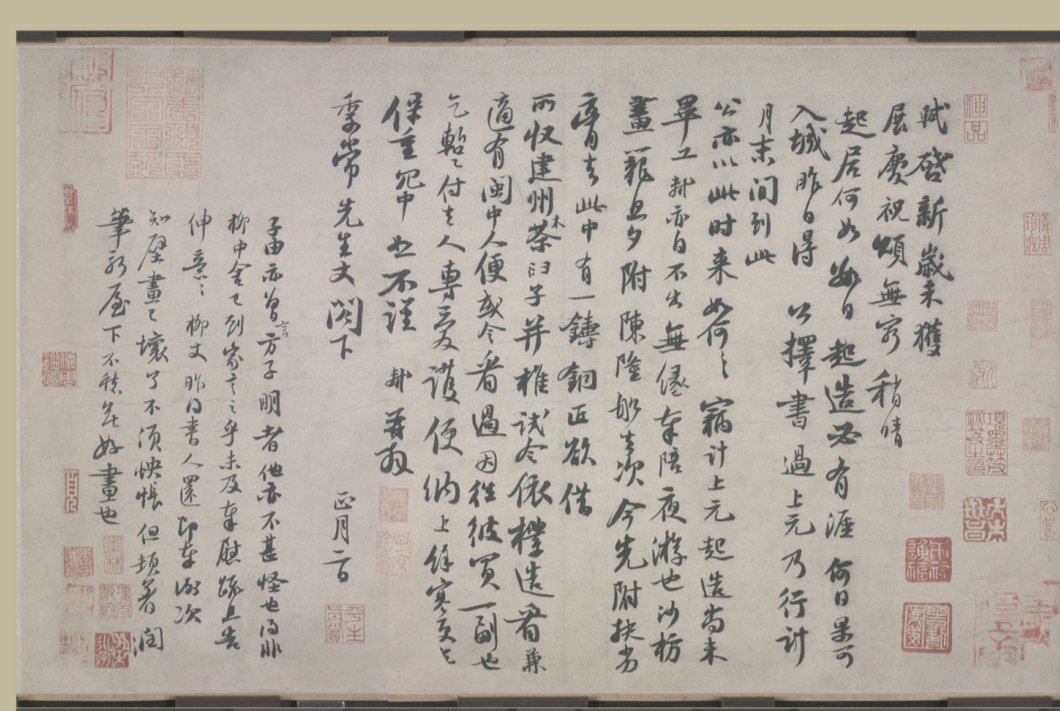 軾啓新歲未獲
展慶祝頌無窮稍晴
起居何如數日起造必有涯何日果可
入城昨日得公擇書過上元乃行計
月末間到此
公亦以此時來如何々竊計上元起造尚未
畢工軾亦自不出無緣奉陪夜游也沙枋
畫籠旦夕附陳隆船去次今先附扶劣
膏去此中有一鑄銅匠欲借
所收建州木茶臼子并椎試令依樣造看兼
適有閩中人便或令看過因往彼買一副也
乞蹔付去人專愛護便納上餘寒更乞
保重冗中恕不謹軾再拜
季常先生丈閤下正月二日
子由亦曾言方子明者他亦不甚怪也得非
柳中舍已到家言之乎未及奉慰疏且告
伸意々柳丈昨得書人還即奉謝次
知壁畫已壞了不須怏悵但頓著潤
筆新屋下不愁無好畫也
神品